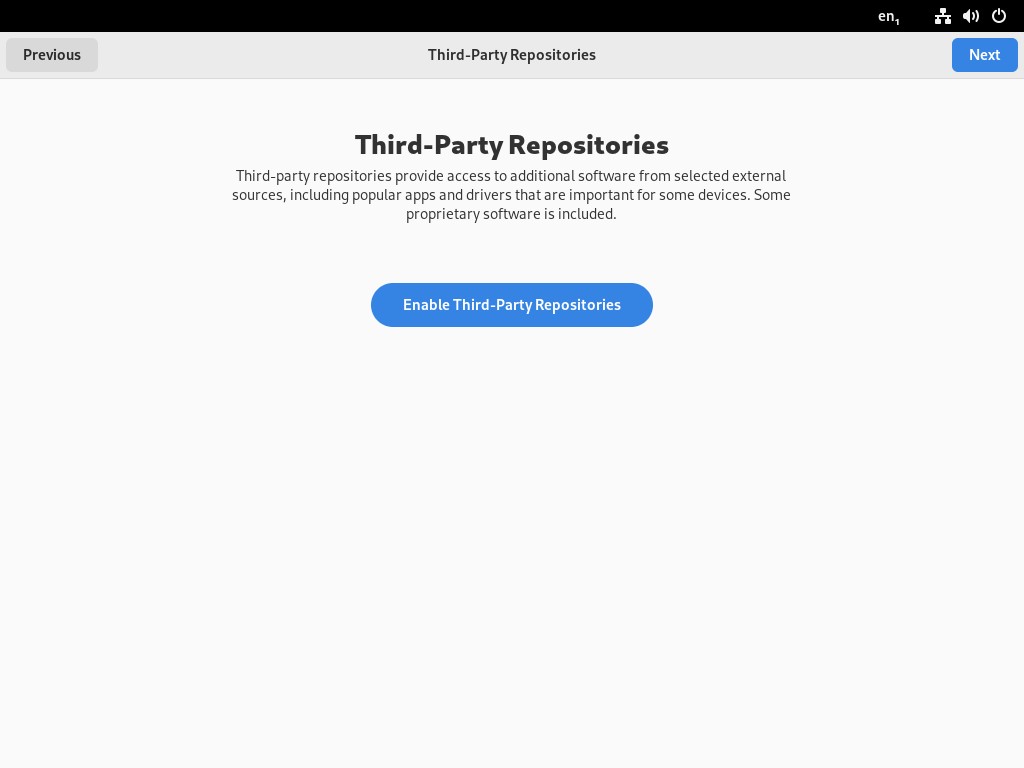 en₁
Previous
Third-Party Repositories
Next
Third-Party Repositories
Third-party repositories provide access to additional software from selected external
sources, including popular apps and drivers that are important for some devices. Some
proprietary software is included.
Enable Third-Party Repositories